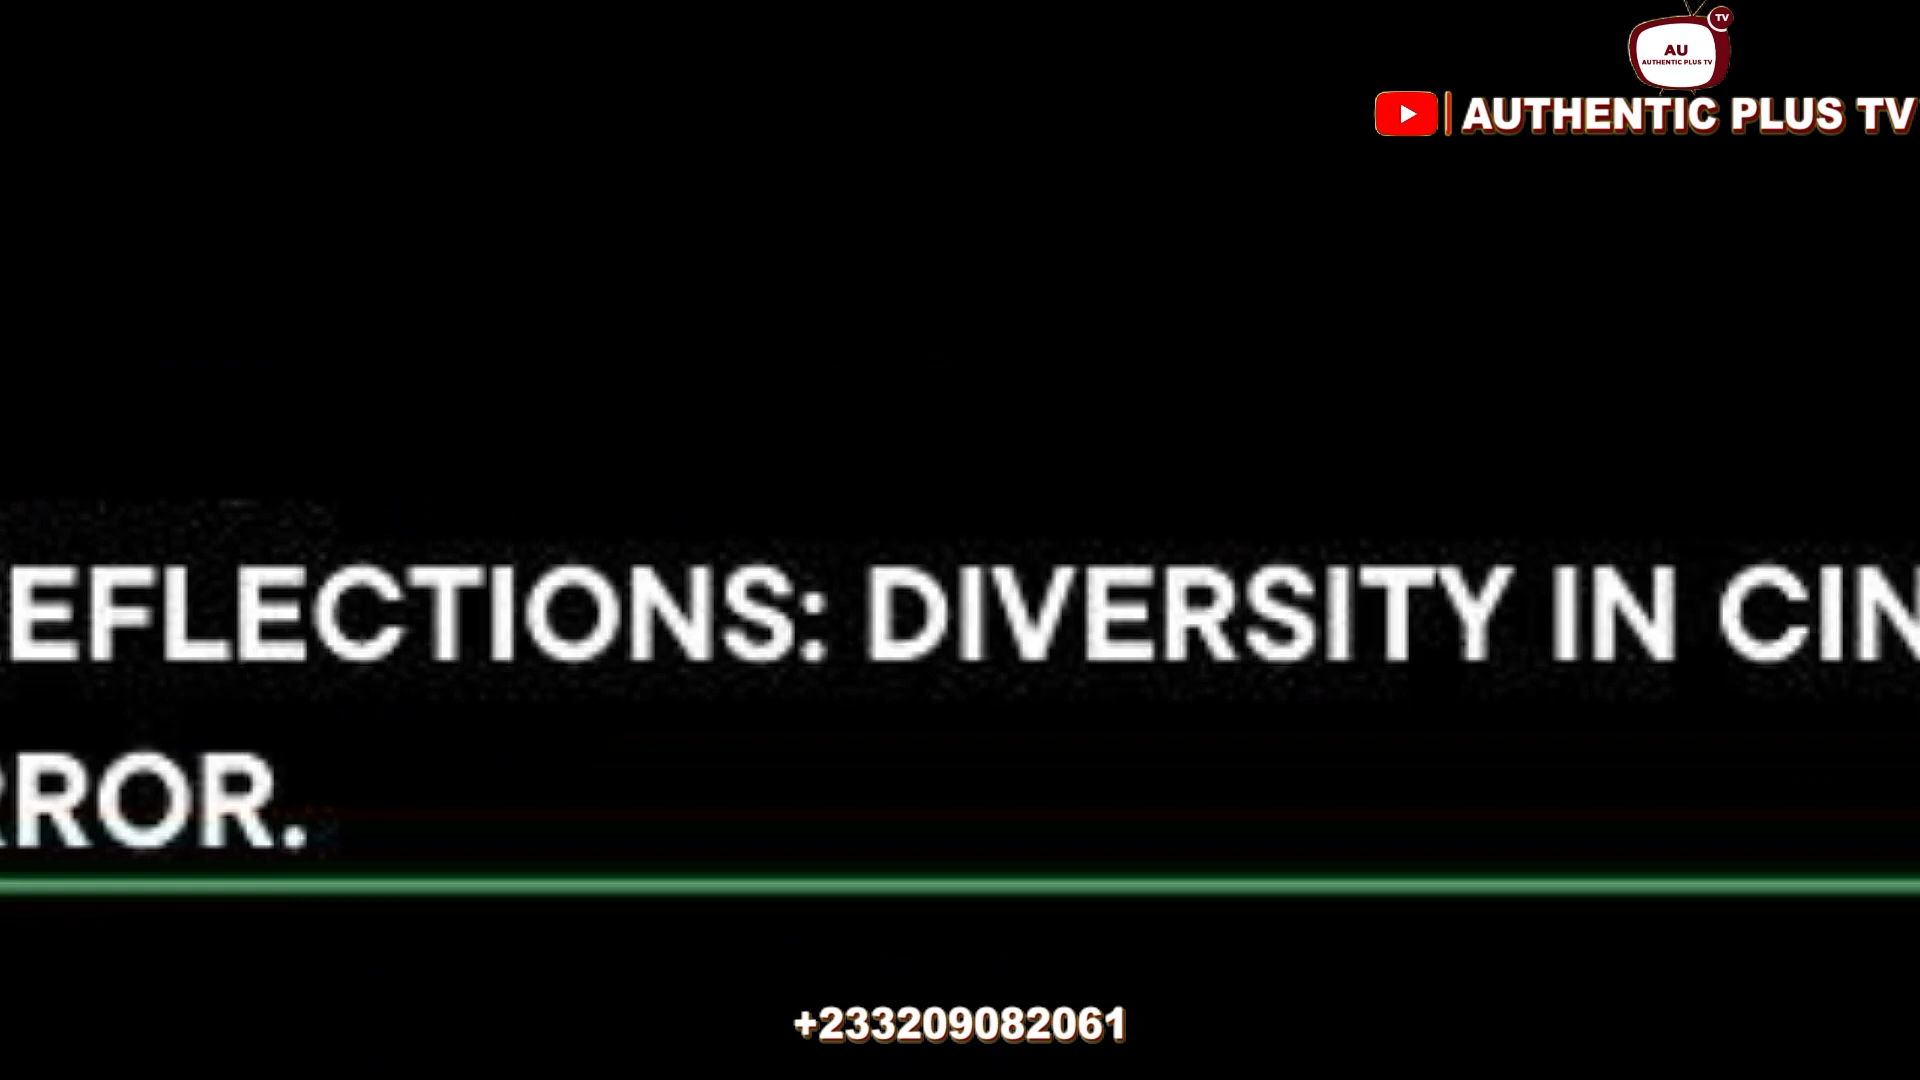 TV
AU
AUTHENTIC PLUS TV
AUTHENTIC PLUS TV
EFLECTIONS: DIVERSITY IN CIN
RROR.
+233209082061